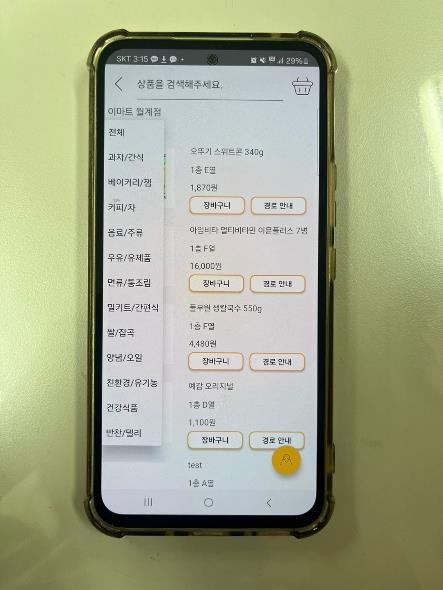 SKT 3:15 29%
상품을 검색해주세요.
이마트 월계점
전체
과자/간식
베이커리/잼
커피/차
음료/주류
우유/유제품
면류/통조림
밀키트/간편식
쌀/잡곡
양념/오일
친환경/유기농
건강식품
반찬/델리
오뚜기 스위트콘 340g
1층 E열
1,870원
장바구니 경로 안내
아임비타 멀티비타민 이뮨플러스 7병
1층 F열
16,000원
장바구니 경로 안내
풀무원 생칼국수 550g
1층 F열
4,480원
장바구니 경로 안내
예감 오리지널
1층 D열
1,100원
장바구니 경로 안내
test
1층 A열